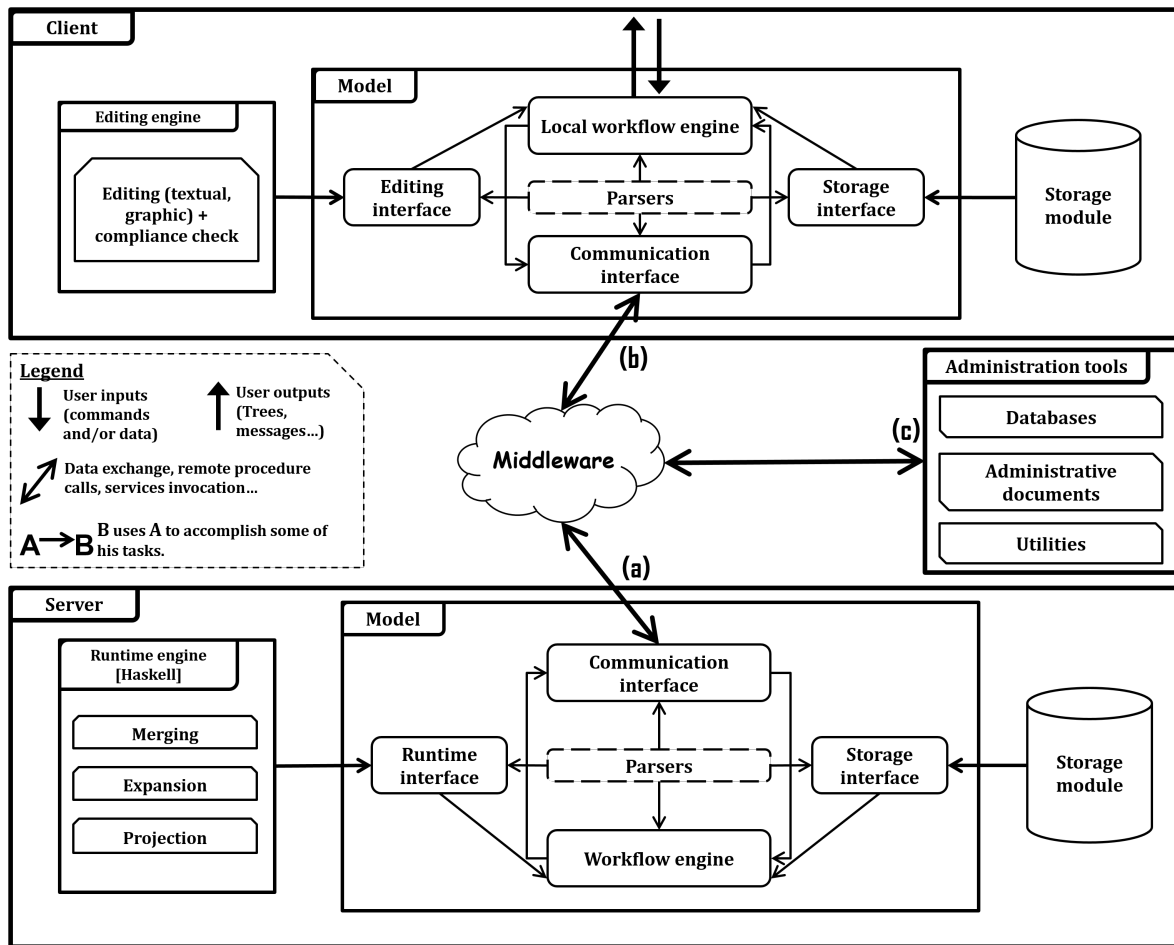 Client
Model
Editing engine
Editing (textual,
graphic) +
compliance check
Local workflow engine
Editing
interface
Parsers
Storage
interface
Communication
interface
Storage
module
(b)
Legend
User inputs
(commands
and/or data)
User outputs
(Trees,
messages...)
Data exchange, remote procedure
calls, services invocation...
A B B uses A to accomplish some of
his tasks.
Middleware
(c)
Administration tools
Databases
Administrative
documents
Utilities
(a)
Server
Model
Runtime engine
[Haskell]
Merging
Expansion
Projection
Communication
interface
Runtime
interface
Parsers
Storage
interface
Workflow engine
Storage
module